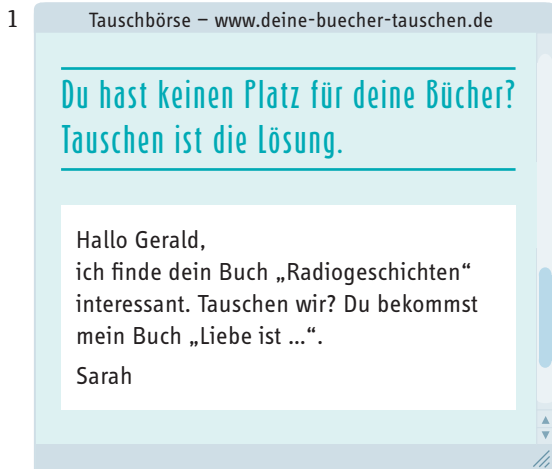 1
Tauschbörse – www.deine-buecher-tauschen.de
Du hast keinen Platz für deine Bücher?
Tauschen ist die Lösung.
Hallo Gerald,
ich finde dein Buch „Radiogeschichten“
interessant. Tauschen wir? Du bekommst
mein Buch „Liebe ist ...“.
Sarah